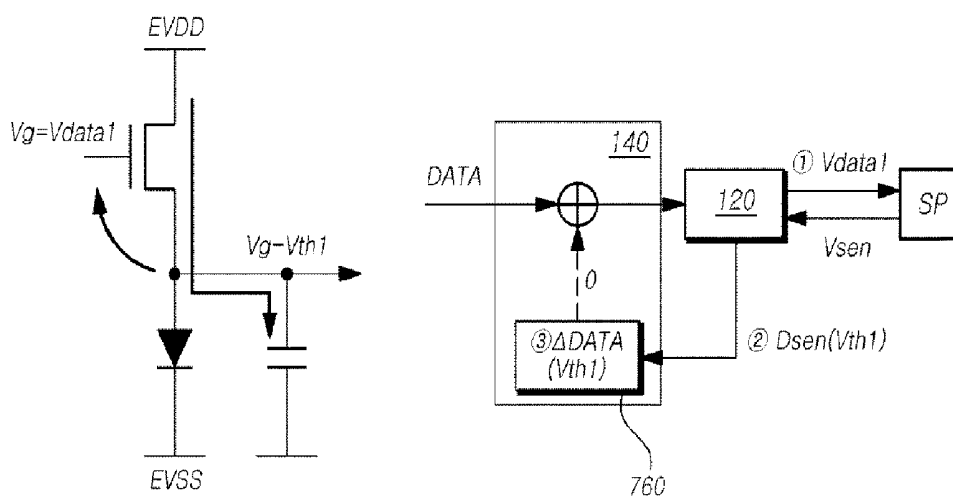 EVDD
Vg=Vdata1
Vg-Vth1
EVSS
DATA
140
0
③ΔDATA
(Vth1)
760
120
① Vdata1
Vsen
SP
② Dsen(Vth1)